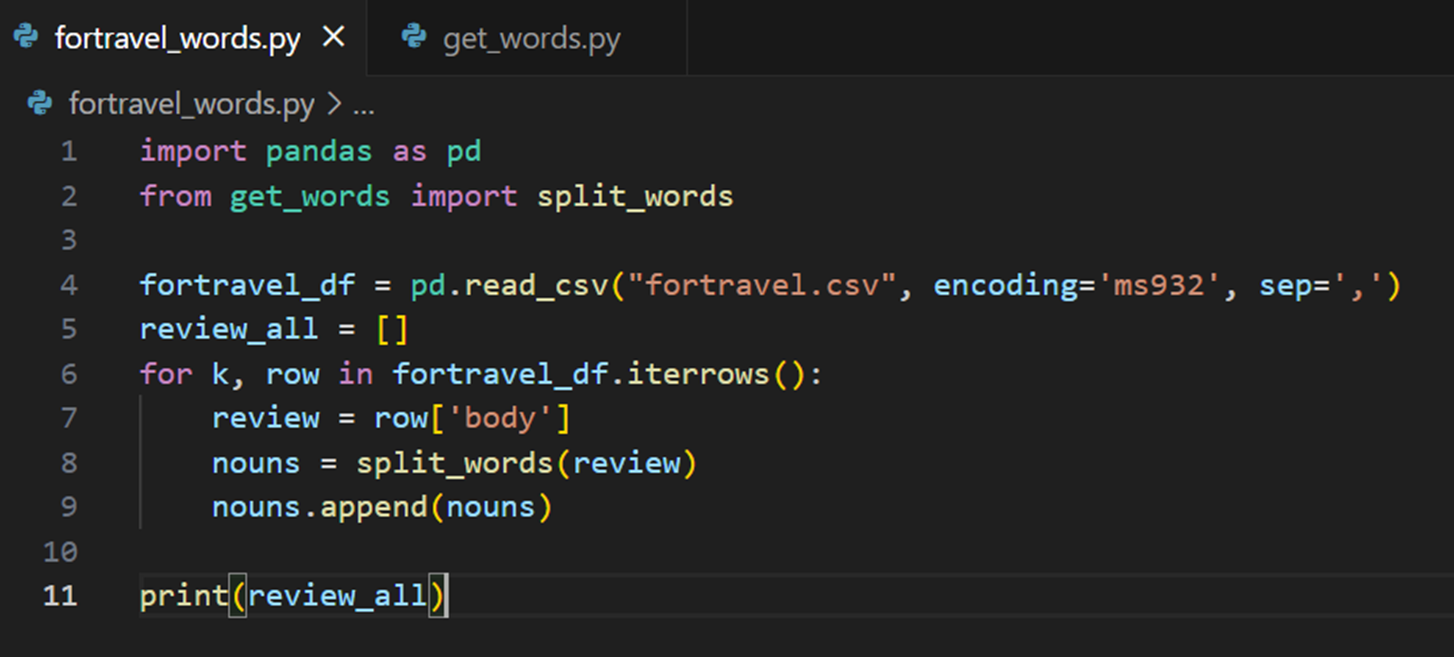 fortravel_words.py × get_words.py
fortravel_words.py > ...
1 import pandas as pd
2 from get_words import split_words
3
4 fortravel_df = pd.read_csv("fortravel.csv", encoding='ms932', sep=',')
5 review_all = []
6 for k, row in fortravel_df.iterrows():
7     review = row['body']
8     nouns = split_words(review)
9     nouns.append(nouns)
10
11 print(review_all)